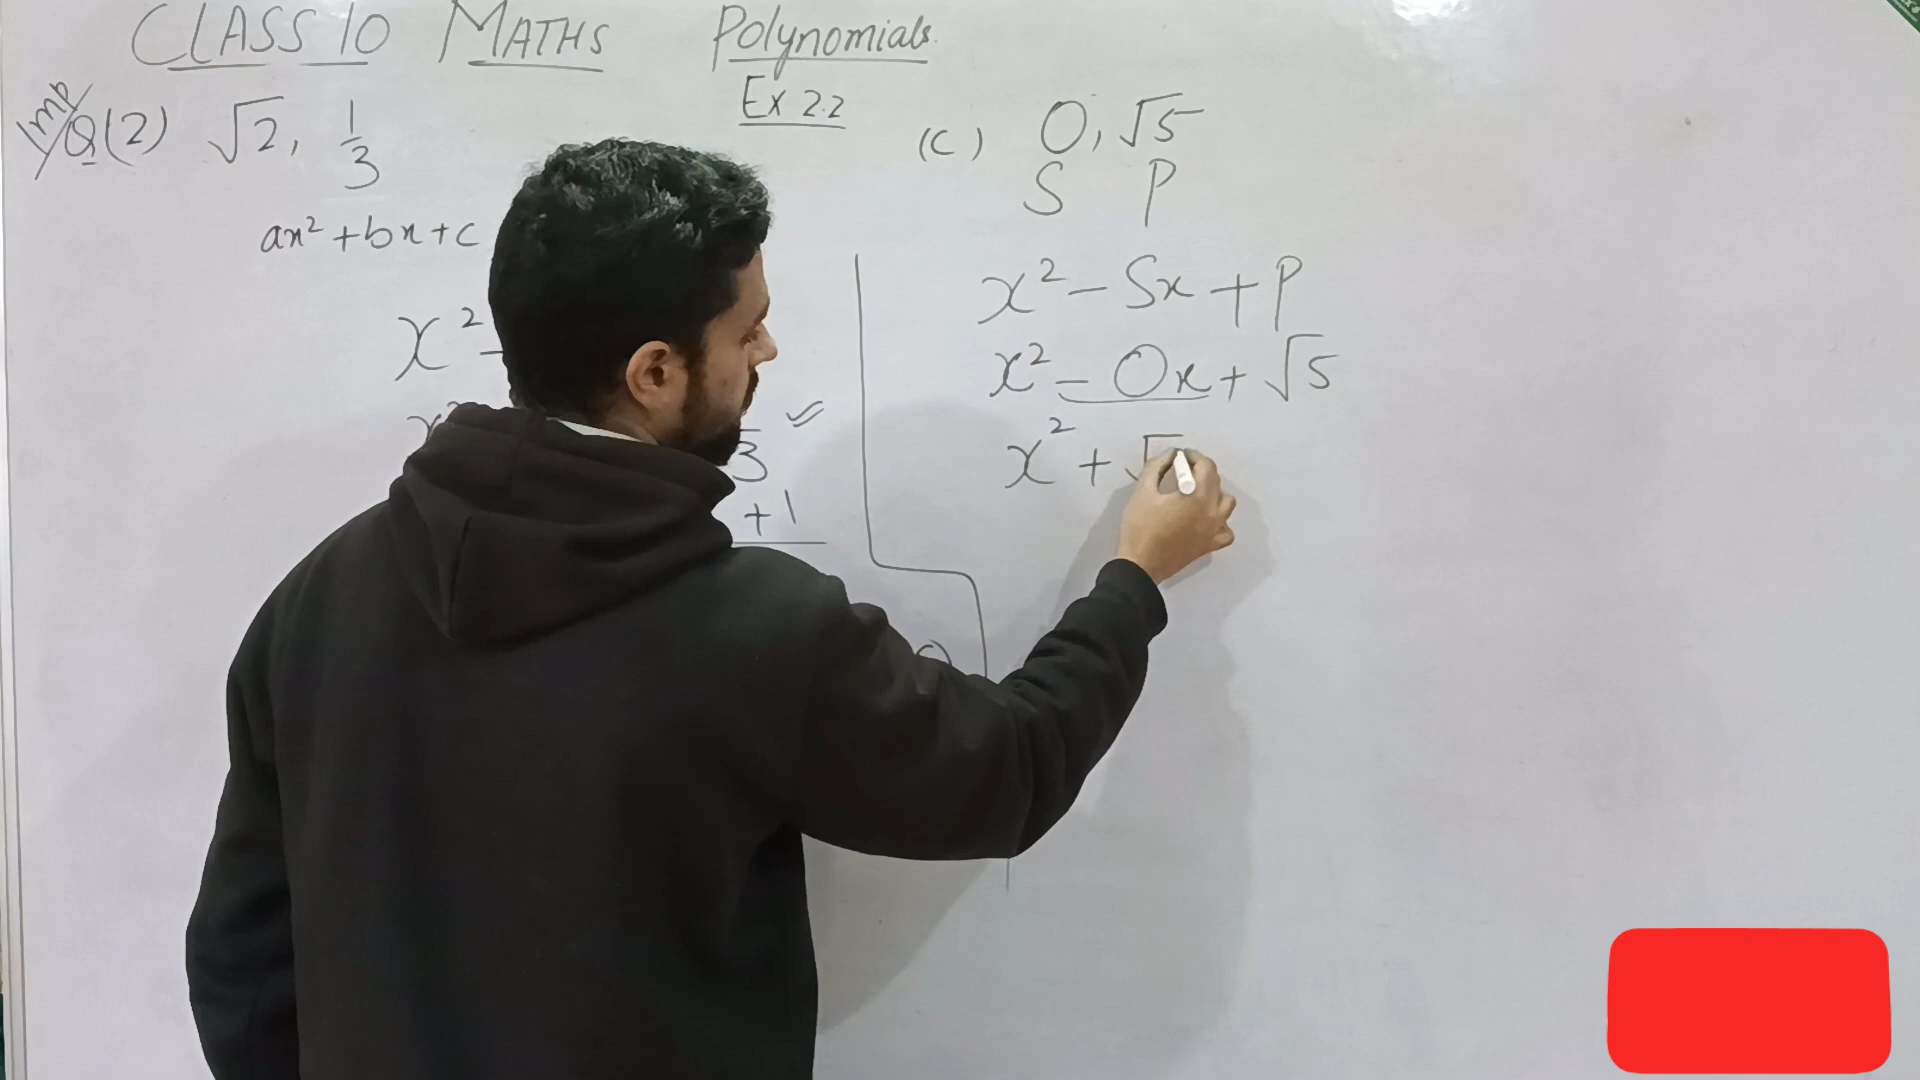 CLASS 10 MATHS Polynomials.
Ex 2.2
Imp Q(2) √2, 1/3
ax² + bx + c
x² -
3
+1
(c) 0, √5
S P
x² - Sx + P
x² - 0x + √5
x² + √